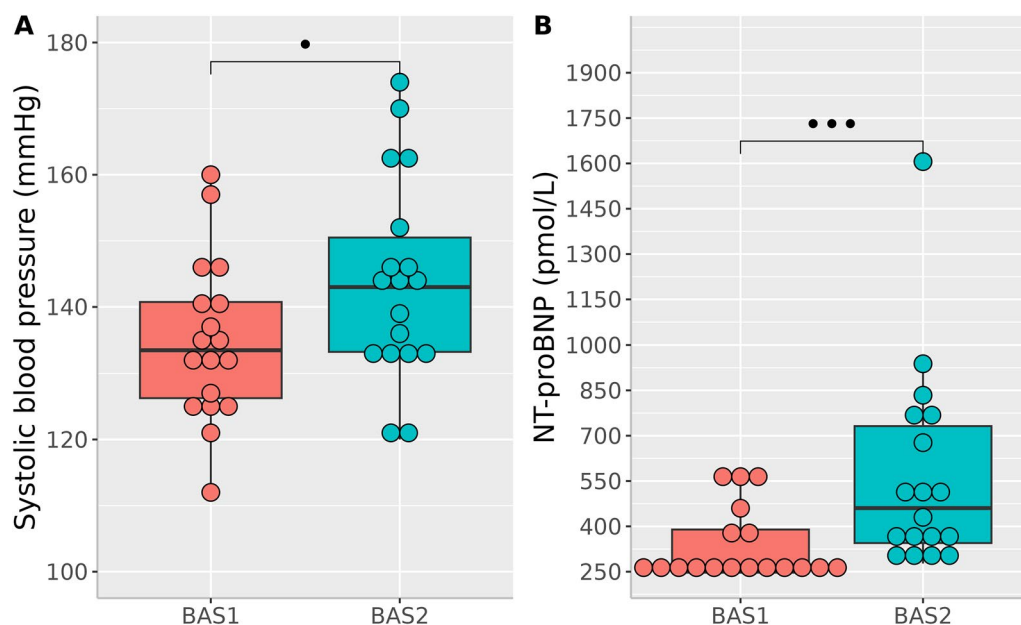 A
Systolic blood pressure (mmHg)
180
160
140
120
100
BAS1 BAS2
B
NT-proBNP (pmol/L)
1900
1750
1600
1450
1300
1150
1000
850
700
550
400
250
BAS1 BAS2